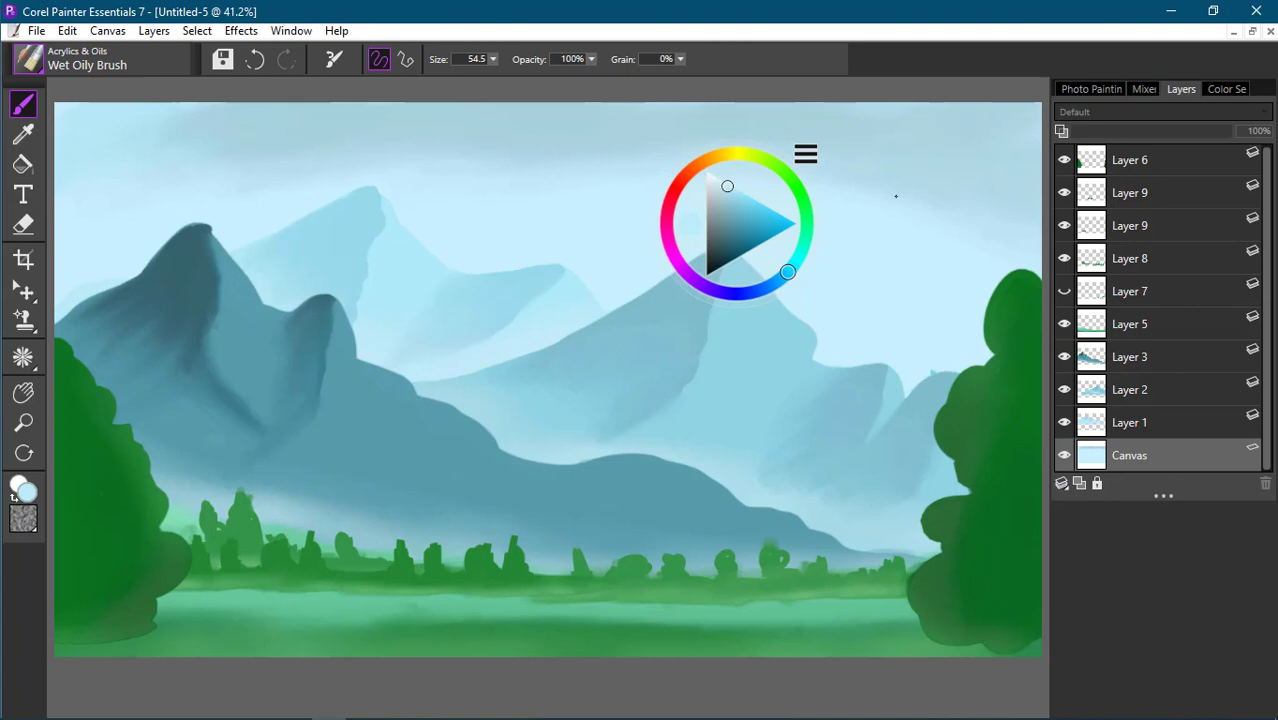 Corel Painter Essentials 7 - [Untitled-5 @ 41.2%]
File Edit Canvas Layers Select Effects Window Help
Acrylics & Oils
Wet Oily Brush
Size: 54.5 Opacity: 100% Grain: 0%
Photo Paintin Mixe Layers Color Se
Default
100%
Layer 6
Layer 9
Layer 9
Layer 8
Layer 7
Layer 5
Layer 3
Layer 2
Layer 1
Canvas